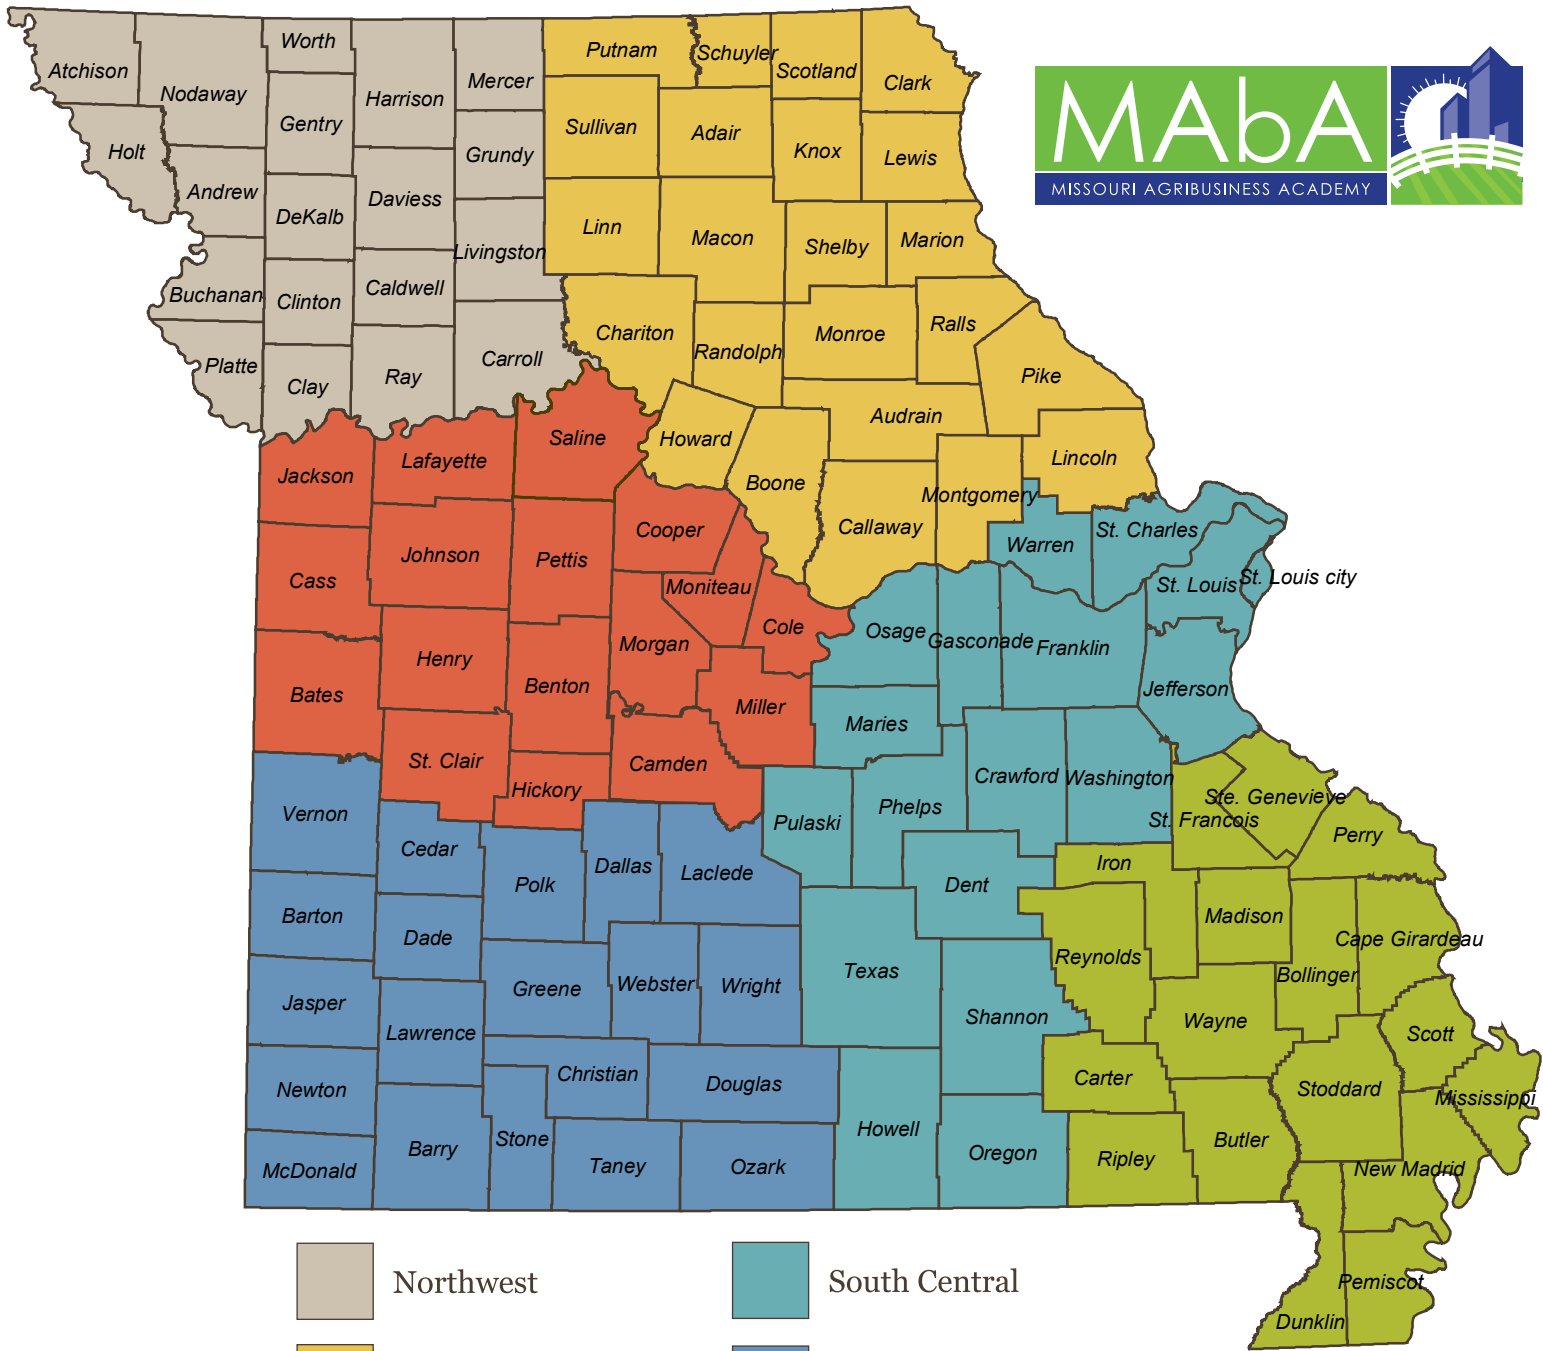 Worth
Putnam
Schuyler
Scotland
Atchison
Mercer
Clark
Nodaway
Harrison
Gentry
Sullivan
Adair
Holt
Grundy
Knox
Lewis
Andrew
DeKalb
Daviess
Linn
Macon
Shelby
Marion
Livingston
Buchanan
Clinton
Caldwell
Chariton
Randolph
Monroe
Ralls
Platte
Clay
Ray
Carroll
Pike
Audrain
Saline
Howard
Jackson
Lafayette
Boone
Lincoln
Montgomery
Callaway
Cooper
Warren
St. Charles
Johnson
Pettis
Cass
Moniteau
St. Louis
St. Louis city
Cole
Osage
Gasconade
Franklin
Morgan
Henry
Benton
Bates
Miller
Maries
Jefferson
St. Clair
Camden
Hickory
Crawford
Washington
Vernon
Pulaski
Phelps
Ste. Genevieve
St. Francois
Perry
Cedar
Polk
Dallas
Laclede
Dent
Iron
Barton
Dade
Madison
Cape Girardeau
Reynolds
Bollinger
Texas
Jasper
Greene
Webster
Wright
Lawrence
Shannon
Wayne
Scott
Newton
Christian
Douglas
Carter
Stoddard
Mississippi
Howell
Barry
Stone
Oregon
Ripley
Butler
McDonald
Taney
Ozark
New Madrid
Pemiscot
Dunklin
MAbA
MISSOURI AGRIBUSINESS ACADEMY
Northwest
South Central